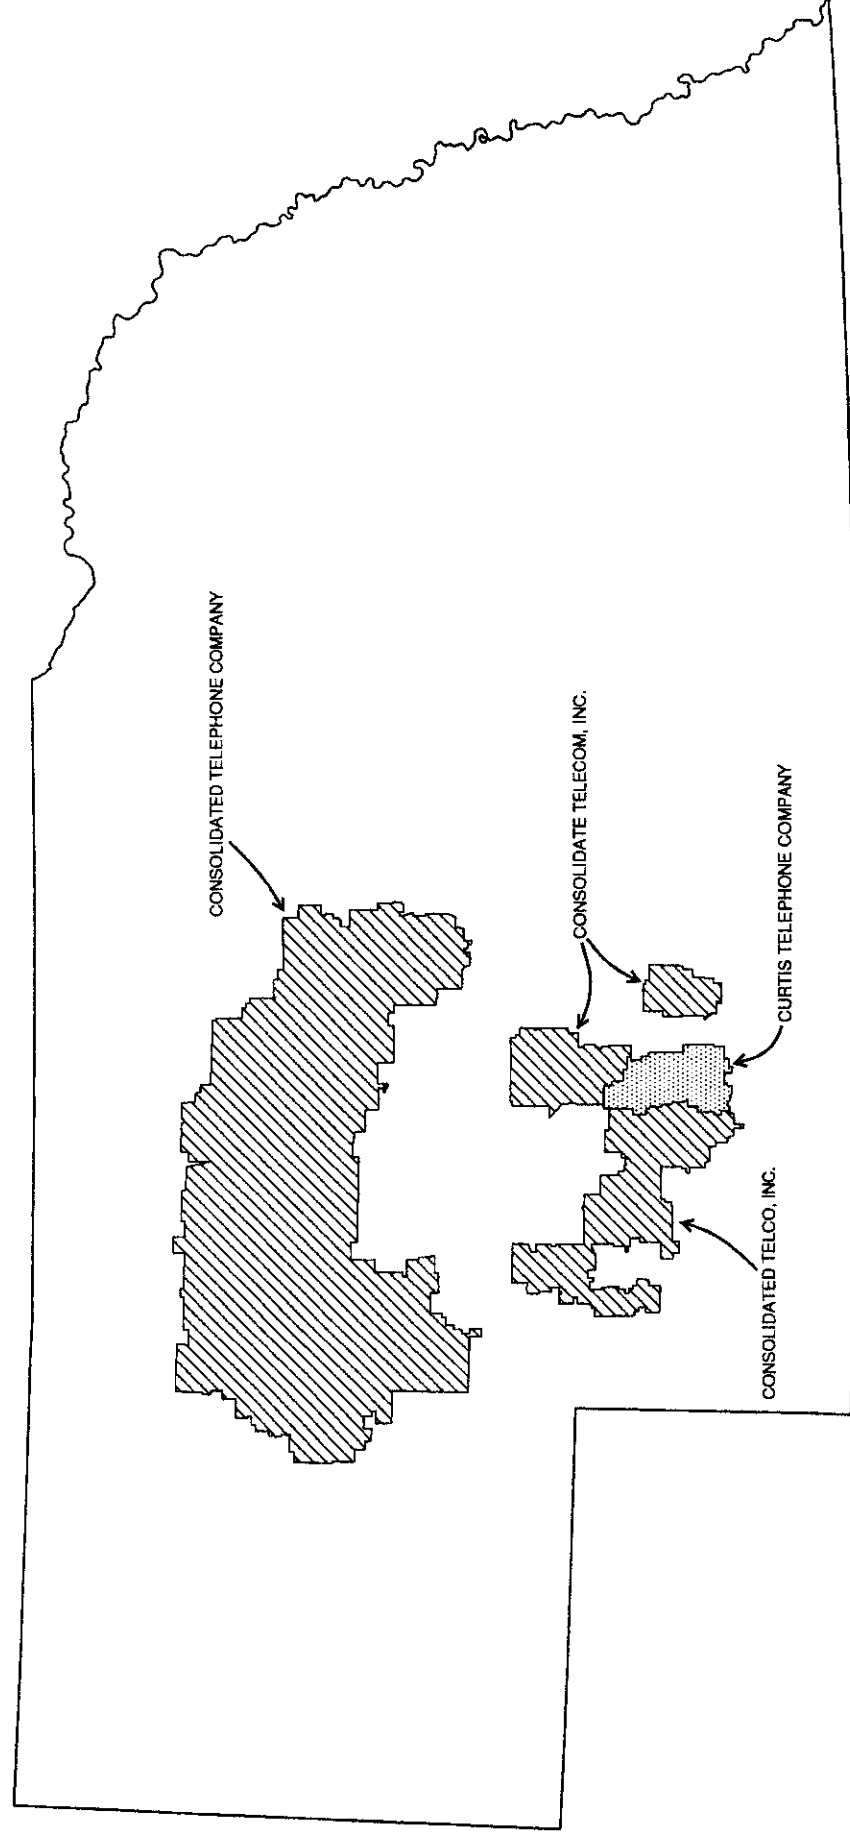 CONSOLIDATED TELEPHONE COMPANY
CONSOLIDATE TELECOM, INC.
CURTIS TELEPHONE COMPANY
CONSOLIDATED TELCO, INC.